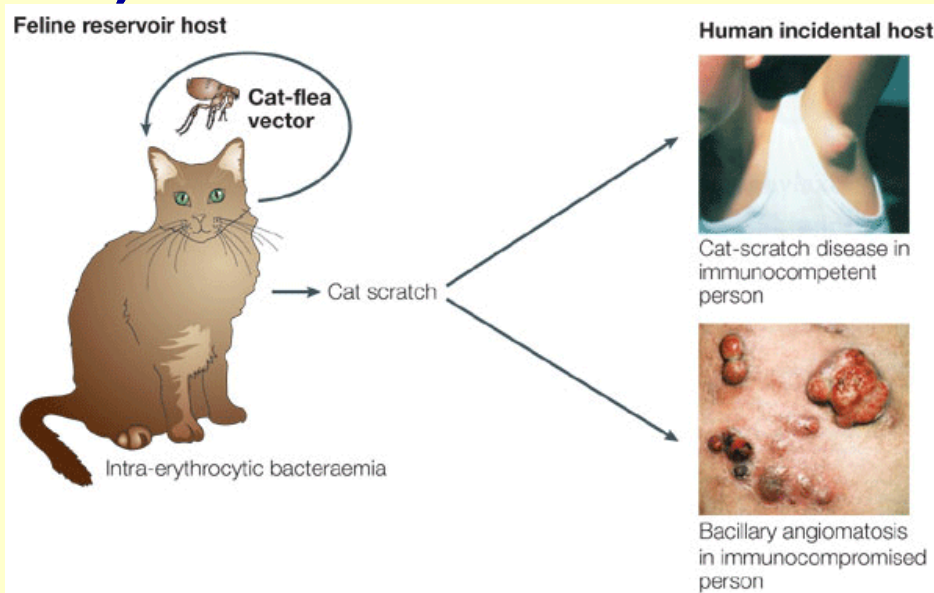 Feline reservoir host
Cat-flea
vector
Cat scratch
Intra-erythrocytic bacteraemia
Human incidental host
Cat-scratch disease in
immunocompetent
person
Bacillary angiomatosis
in immunocompromised
person